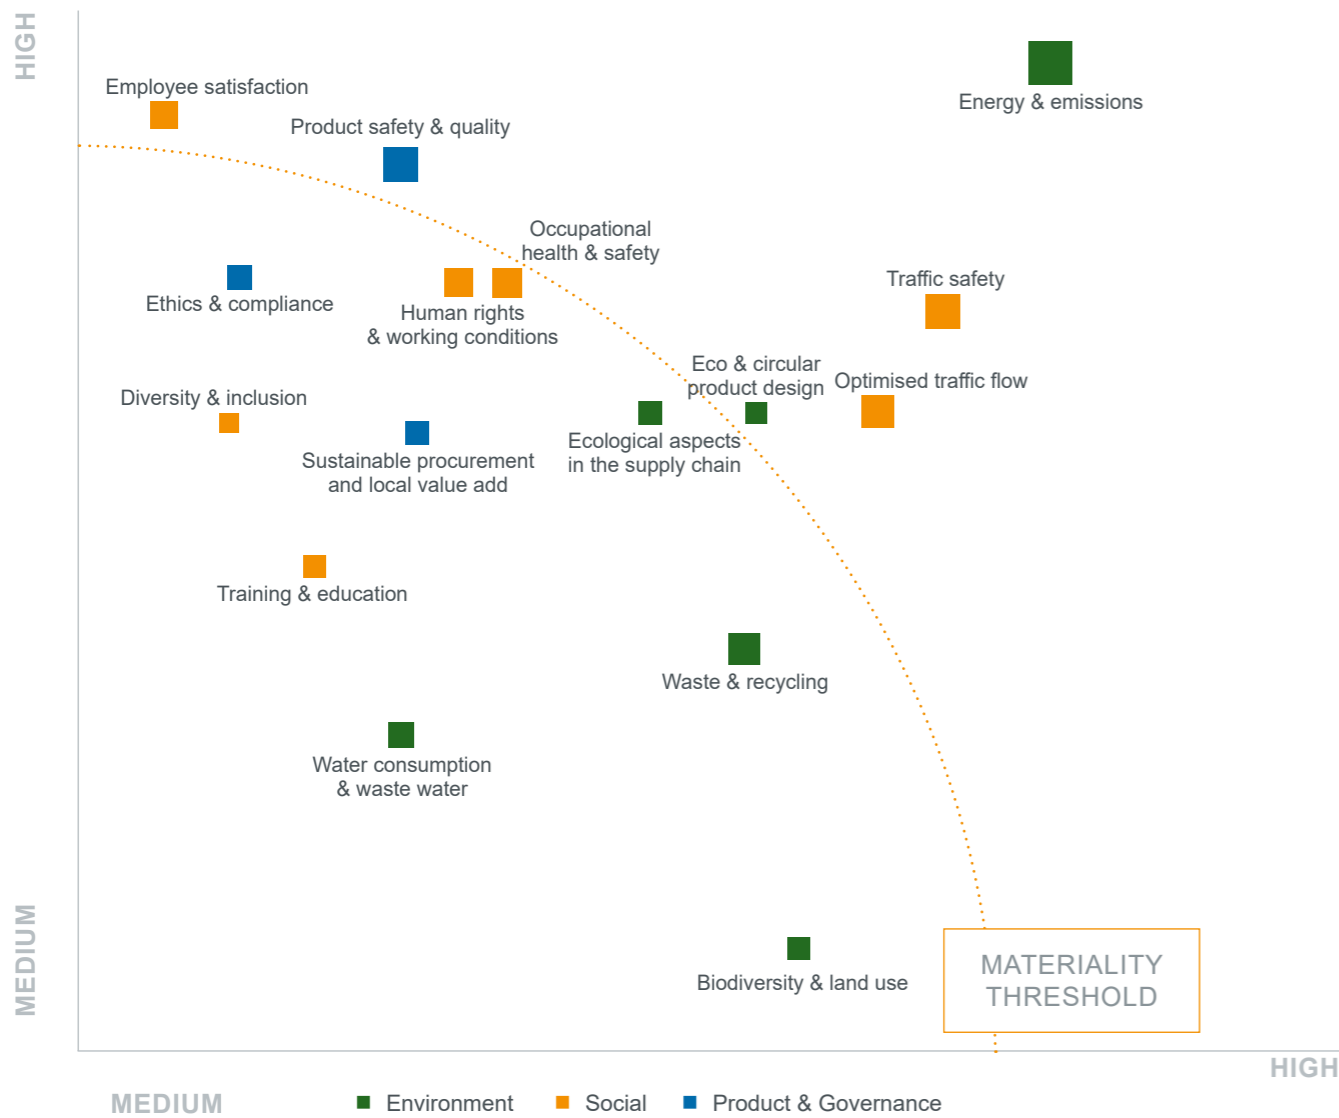 HIGH
Employee satisfaction
Product safety & quality
Energy & emissions
Occupational
health & safety
Ethics & compliance
Human rights
& working conditions
Traffic safety
Eco & circular
product design
Optimised traffic flow
Diversity & inclusion
Ecological aspects
in the supply chain
Sustainable procurement
and local value add
Training & education
Waste & recycling
Water consumption
& waste water
MEDIUM
Biodiversity & land use
MATERIALITY
THRESHOLD
HIGH
MEDIUM
Environment
Social
Product & Governance